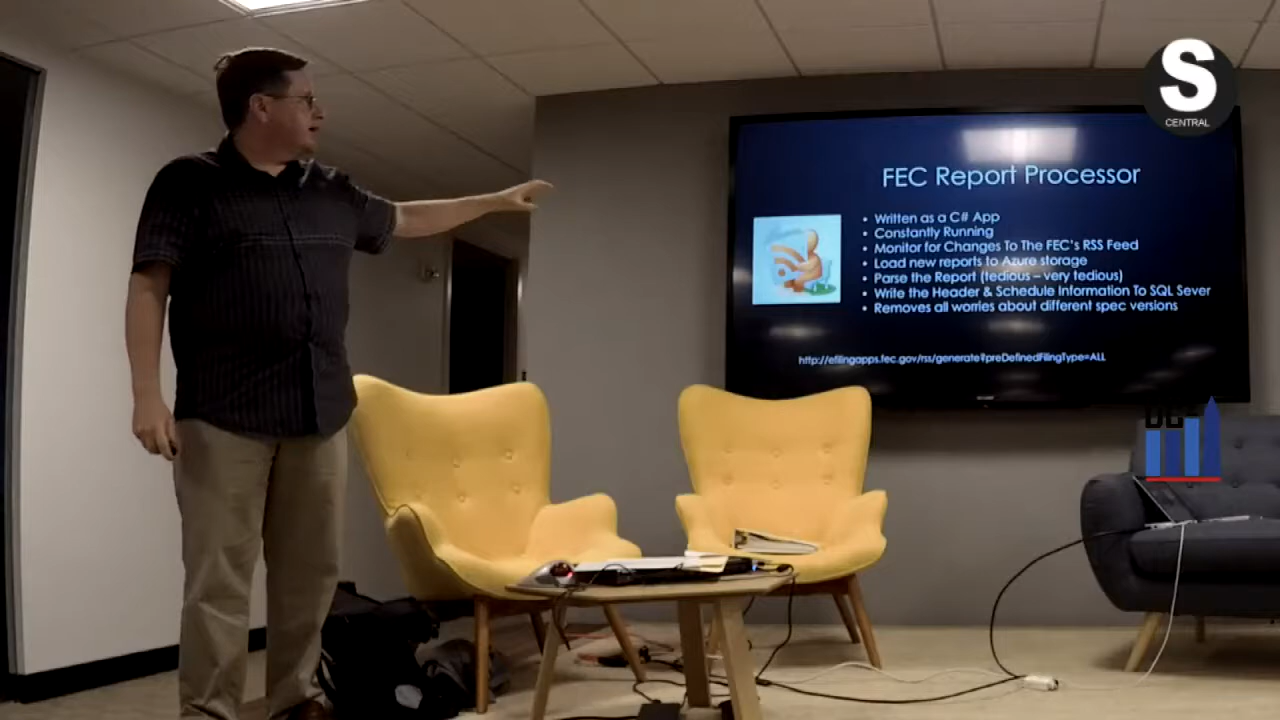 S
CENTRAL
FEC Report Processor
• Written as a C# App
• Constantly Running
• Monitor for Changes To The FEC's RSS Feed
• Load new reports to Azure storage
• Parse the Report (tedious – very tedious)
• Write the Header & Schedule Information To SQL Sever
• Removes all worries about different spec versions
http://efilingapps.fec.gov/rss/generate?preDefinedFilingType=ALL